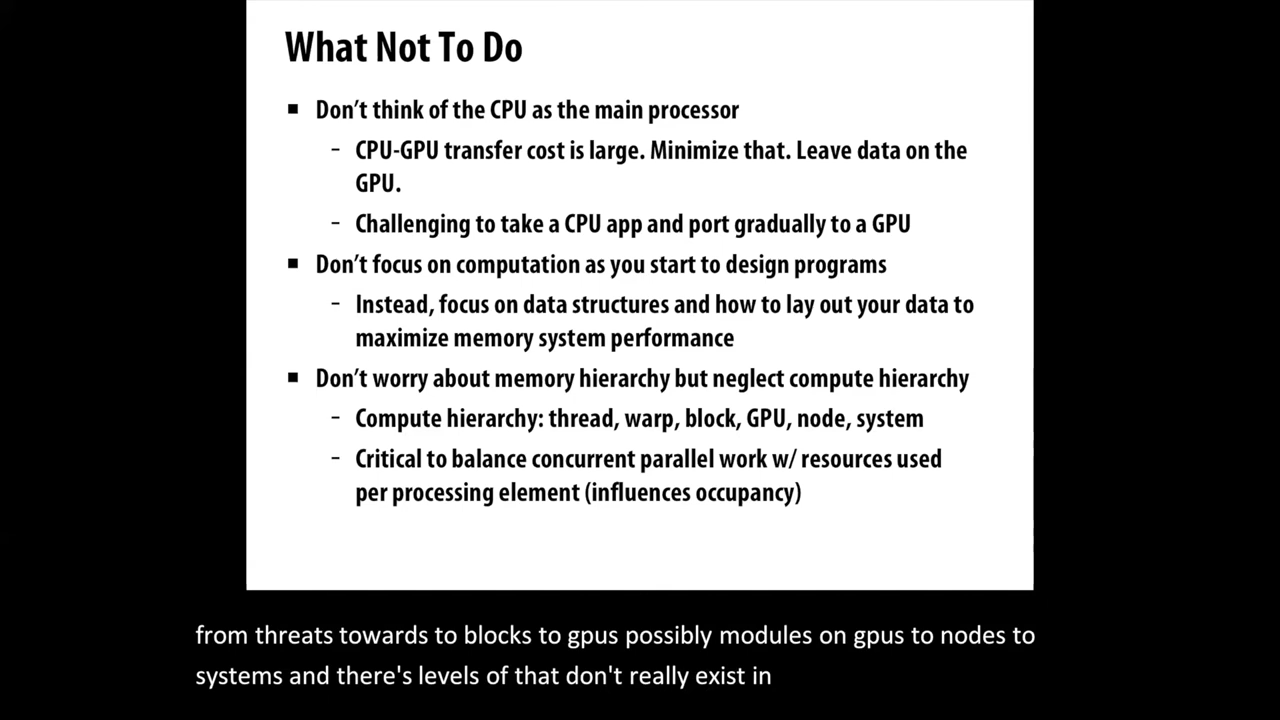 What Not To Do
▪ Don't think of the CPU as the main processor
– CPU-GPU transfer cost is large. Minimize that. Leave data on the
GPU.
– Challenging to take a CPU app and port gradually to a GPU
▪ Don't focus on computation as you start to design programs
– Instead, focus on data structures and how to lay out your data to
maximize memory system performance
▪ Don't worry about memory hierarchy but neglect compute hierarchy
– Compute hierarchy: thread, warp, block, GPU, node, system
– Critical to balance concurrent parallel work w/ resources used
per processing element (influences occupancy)
from threats towards to blocks to gpus possibly modules on gpus to nodes to
systems and there's levels of that don't really exist in